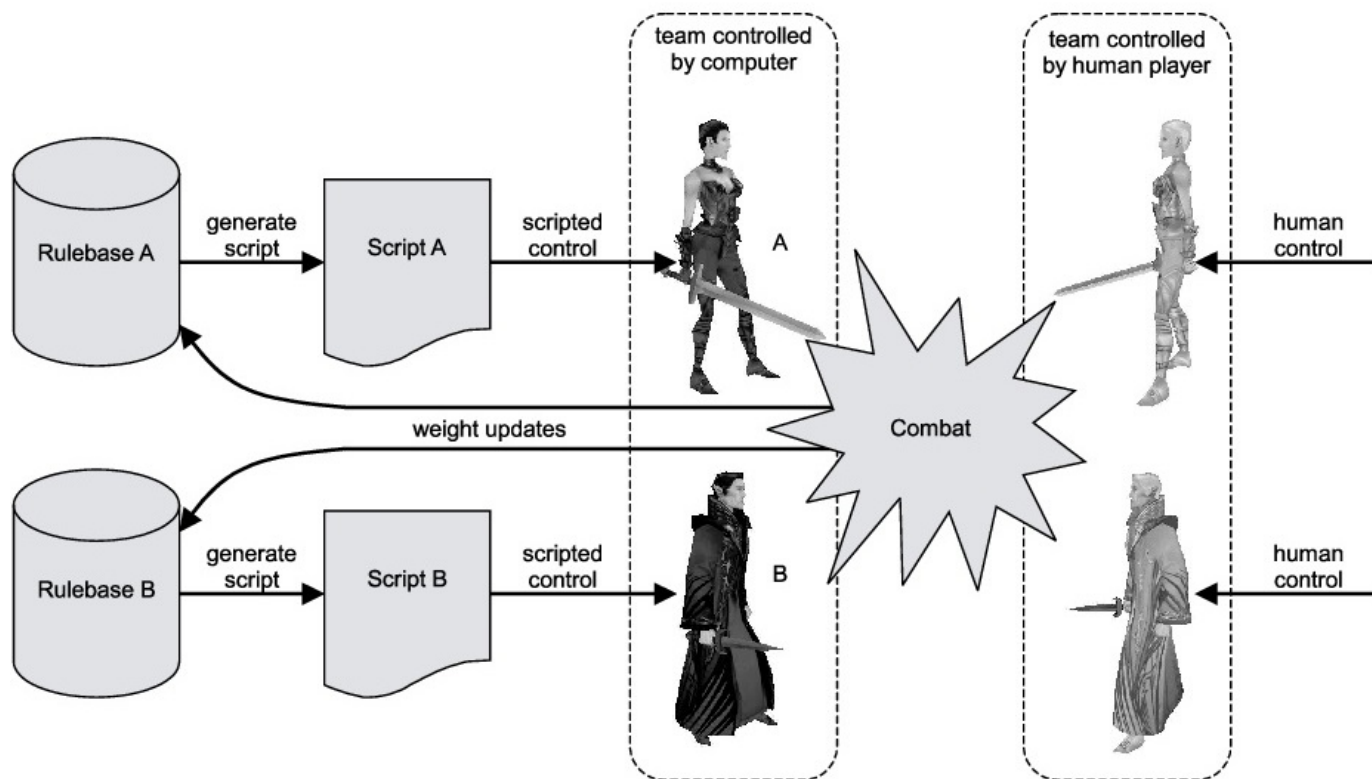 team controlled
by computer
team controlled
by human player
Rulebase A
generate
script
Script A
scripted
control
A
human
control
weight updates
Combat
Rulebase B
generate
script
Script B
scripted
control
B
human
control